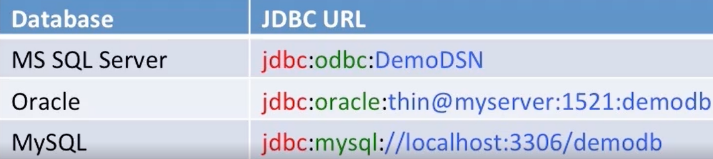 Database JDBC URL
MS SQL Server jdbc:odbc:DemoDSN
Oracle jdbc:oracle:thin@myserver:1521:demodb
MySQL jdbc:mysql://localhost:3306/demodb